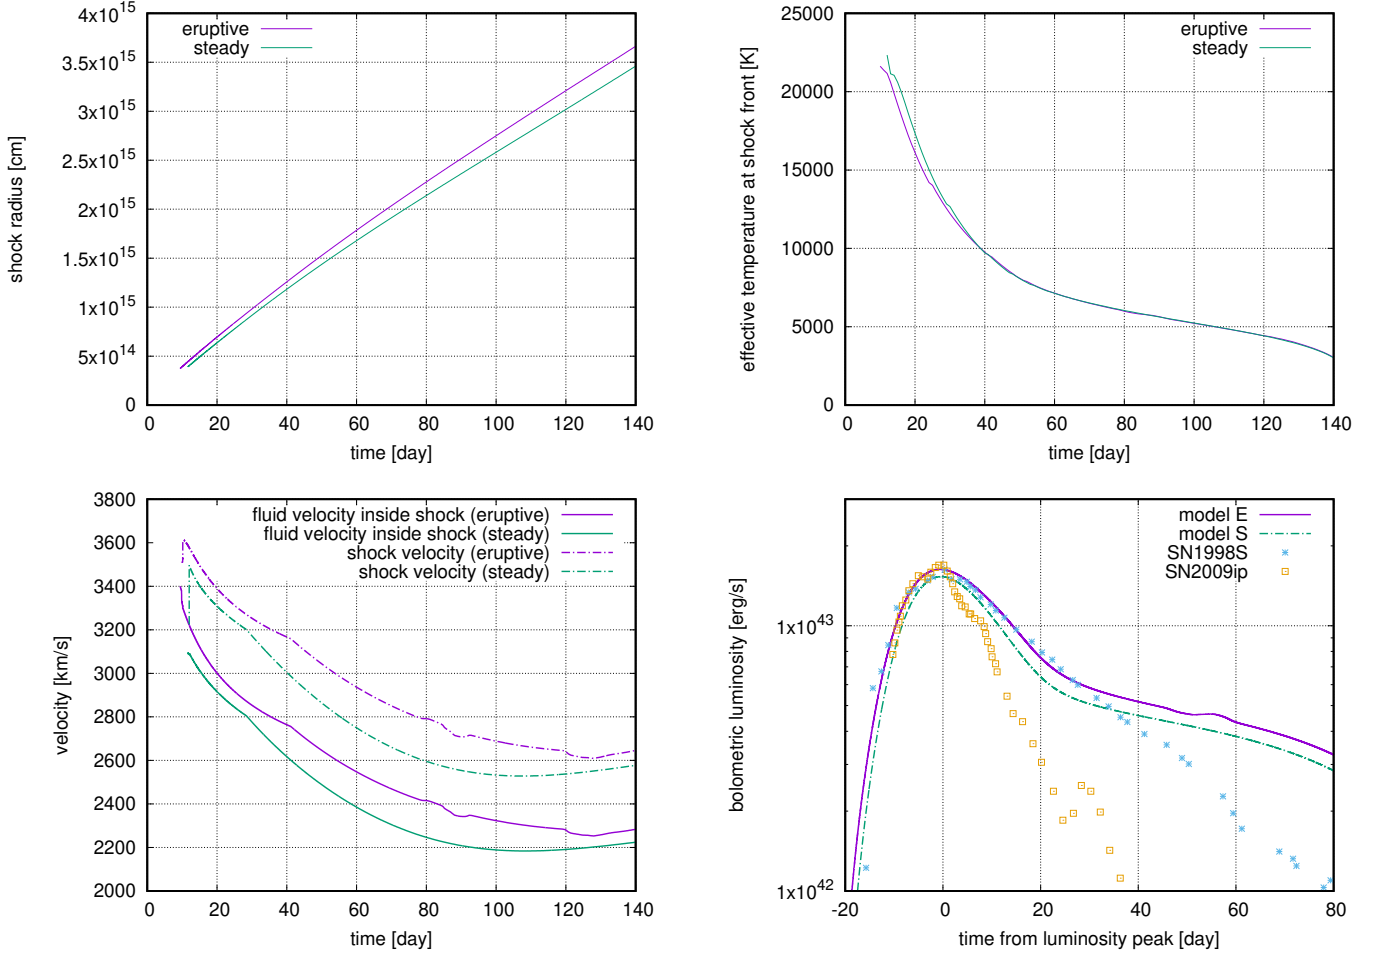 4x10^15
3.5x10^15
3x10^15
2.5x10^15
2x10^15
1.5x10^15
1x10^15
5x10^14
0
0 20 40 60 80 100 120 140
shock radius [cm]
time [day]
eruptive
steady
25000
20000
15000
10000
5000
0
0 20 40 60 80 100 120 140
effective temperature at shock front [K]
time [day]
eruptive
steady
3800
3600
3400
3200
3000
2800
2600
2400
2200
2000
0 20 40 60 80 100 120 140
velocity [km/s]
time [day]
fluid velocity inside shock (eruptive)
fluid velocity inside shock (steady)
shock velocity (eruptive)
shock velocity (steady)
1x10^43
1x10^42
-20 0 20 40 60 80
bolometric luminosity [erg/s]
time from luminosity peak [day]
model E
model S
SN1998S
SN2009ip